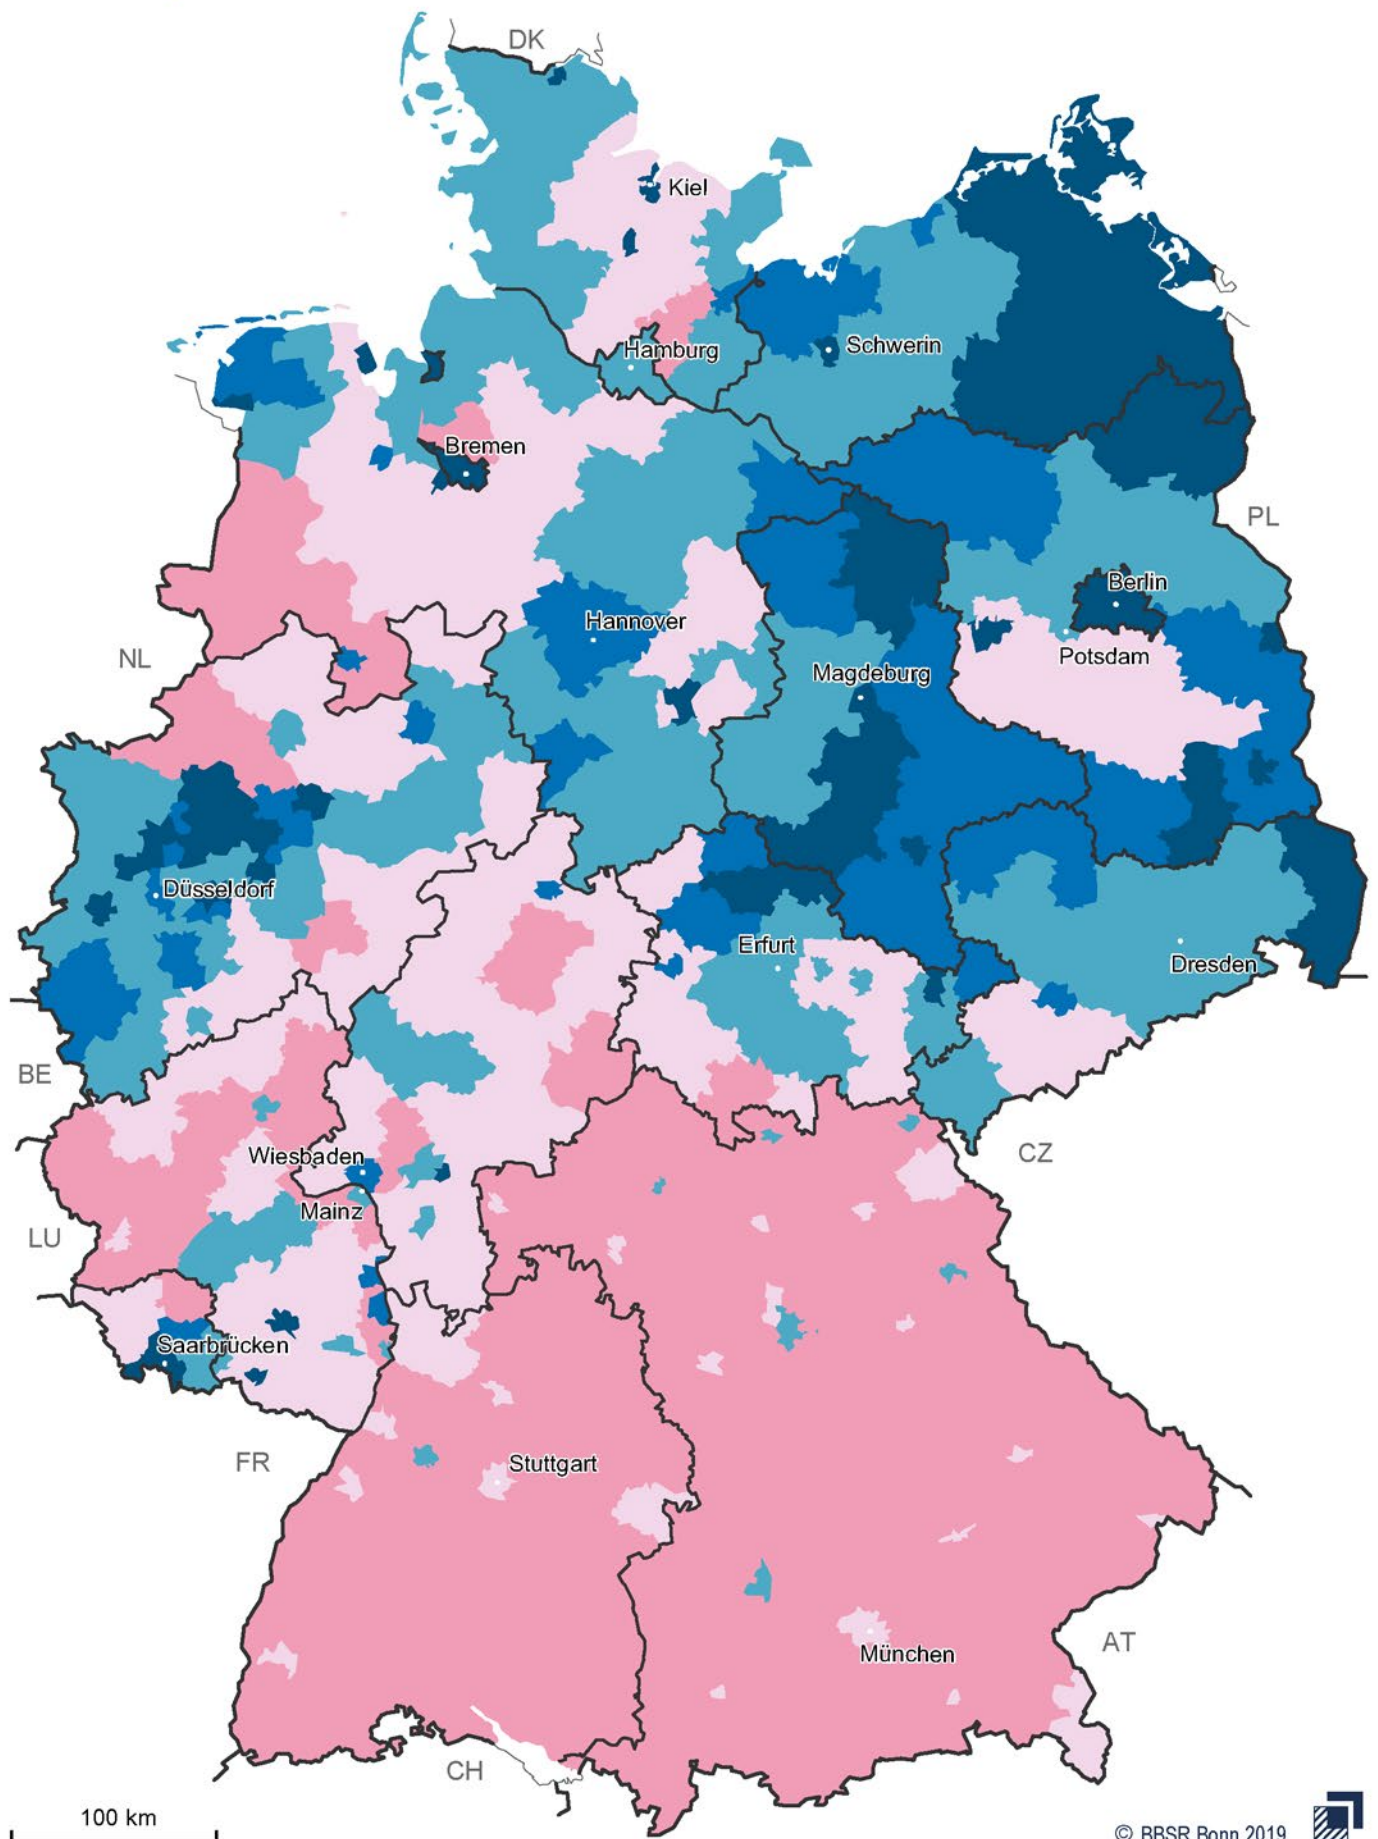 DK
Kiel
Hamburg
Schwerin
Bremen
PL
Berlin
Hannover
NL
Potsdam
Magdeburg
Düsseldorf
Erfurt
Dresden
BE
Wiesbaden
CZ
Mainz
LU
Saarbrücken
FR
Stuttgart
AT
München
CH
100 km
© BBSR Bonn 2019